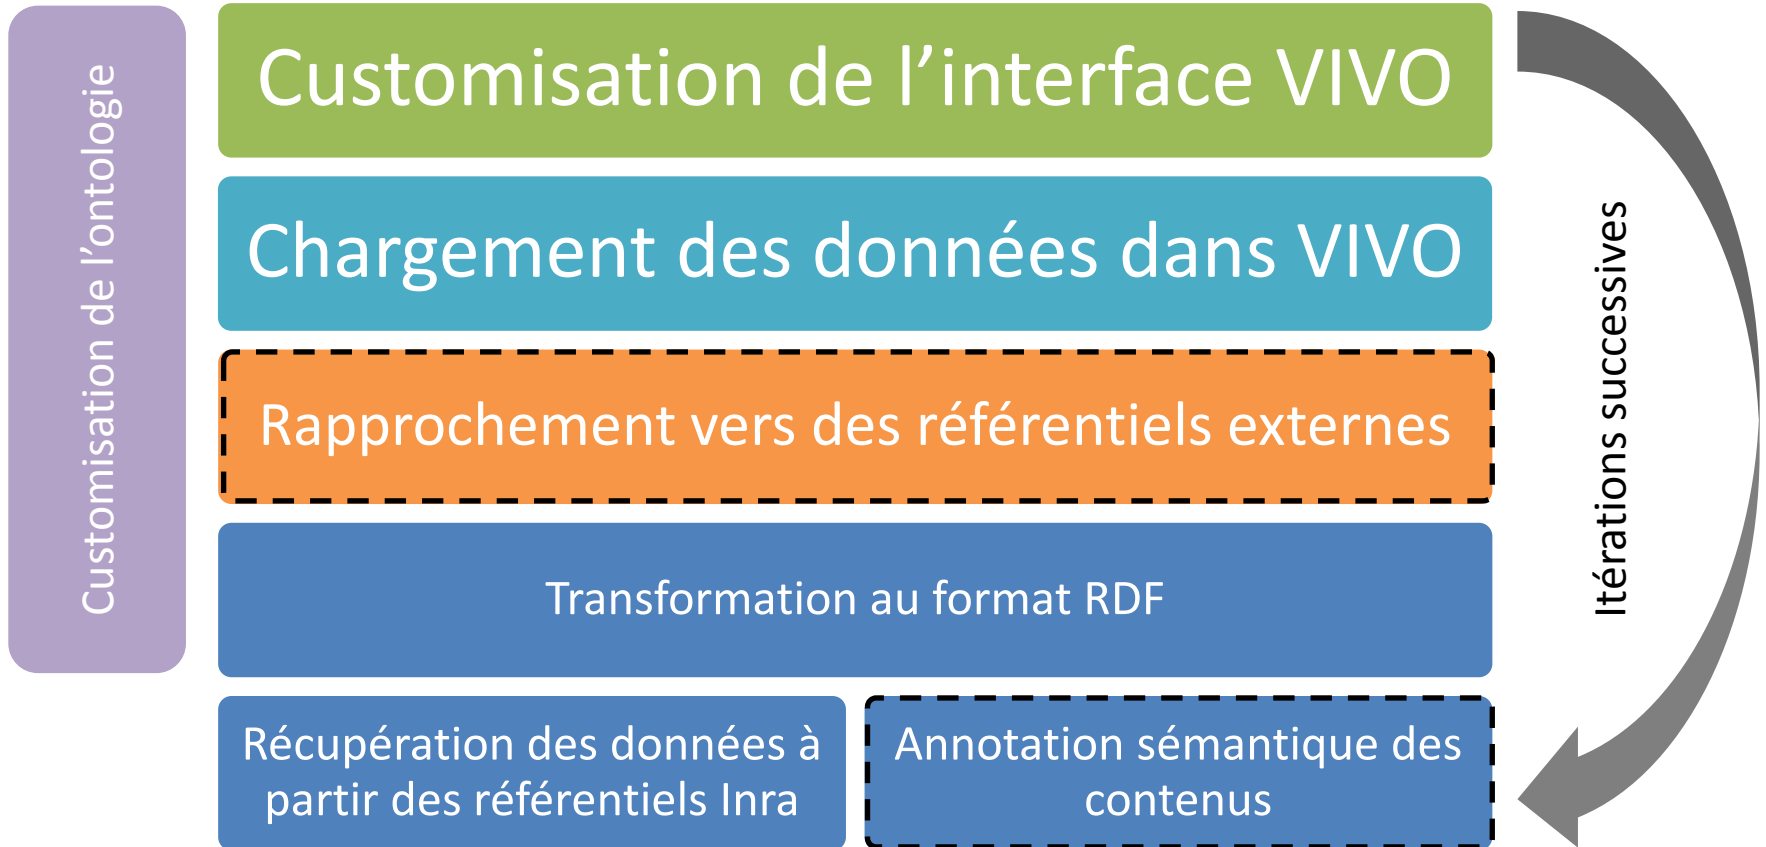 Customisation de l'ontologie
Customisation de l’interface VIVO
Chargement des données dans VIVO
Rapprochement vers des référentiels externes
Transformation au format RDF
Récupération des données à
partir des référentiels Inra
Annotation sémantique des
contenus
Itérations successives